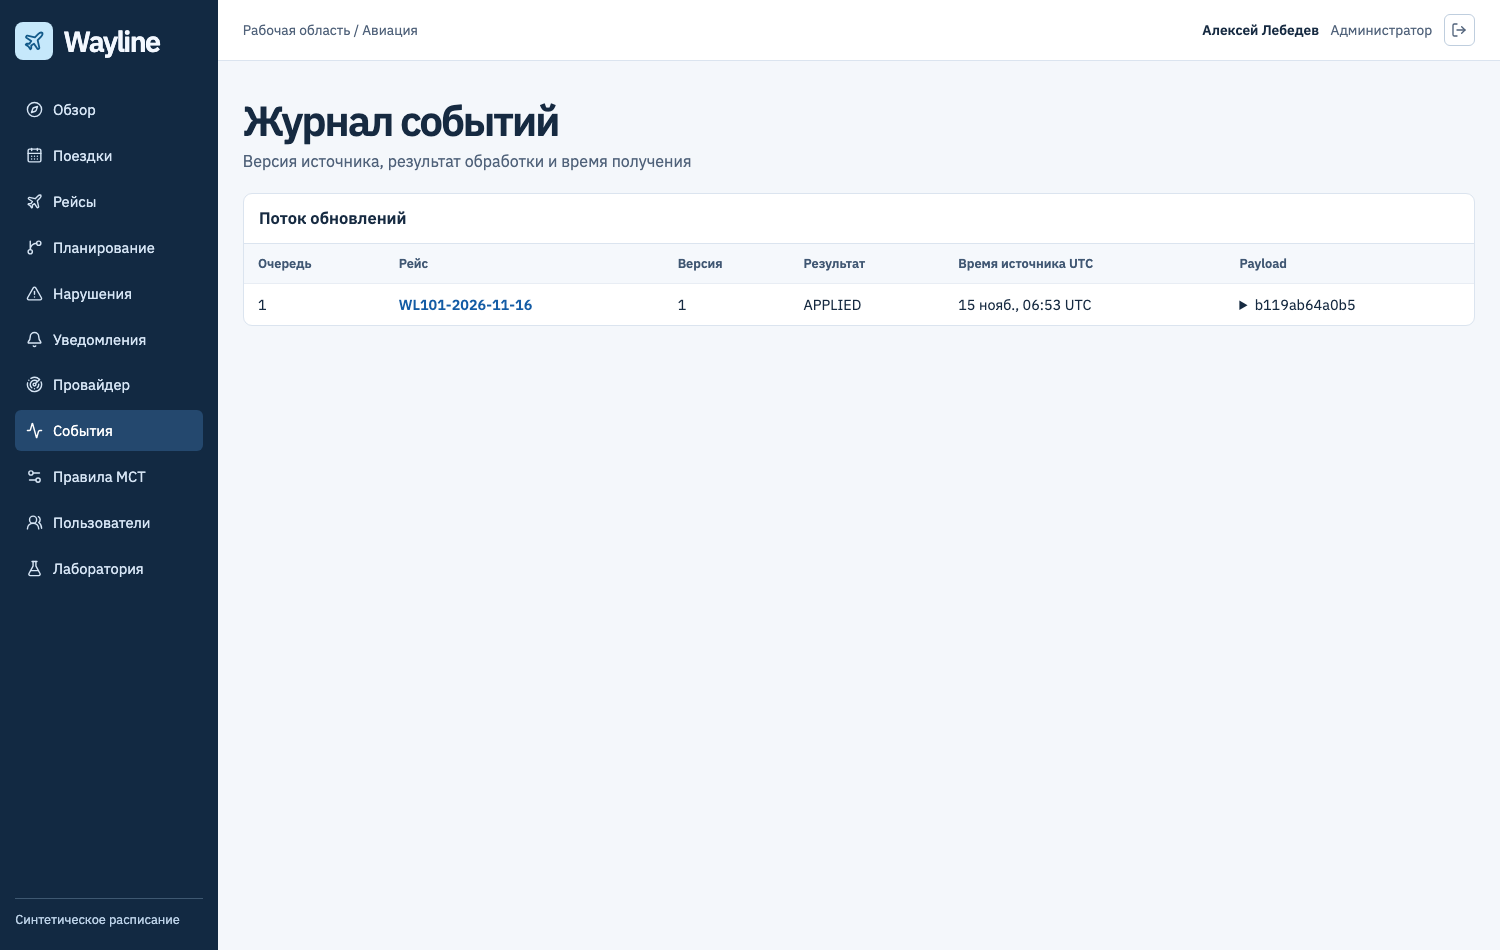 Wayline
Обзор
Поездки
Рейсы
Планирование
Нарушения
Уведомления
Провайдер
События
Правила MCT
Пользователи
Лаборатория
Синтетическое расписание
Рабочая область / Авиация
Алексей Лебедев Администратор
Журнал событий
Версия источника, результат обработки и время получения
Поток обновлений
Очередь Рейс Версия Результат Время источника UTC Payload
1 WL101-2026-11-16 1 APPLIED 15 нояб., 06:53 UTC b119ab64a0b5